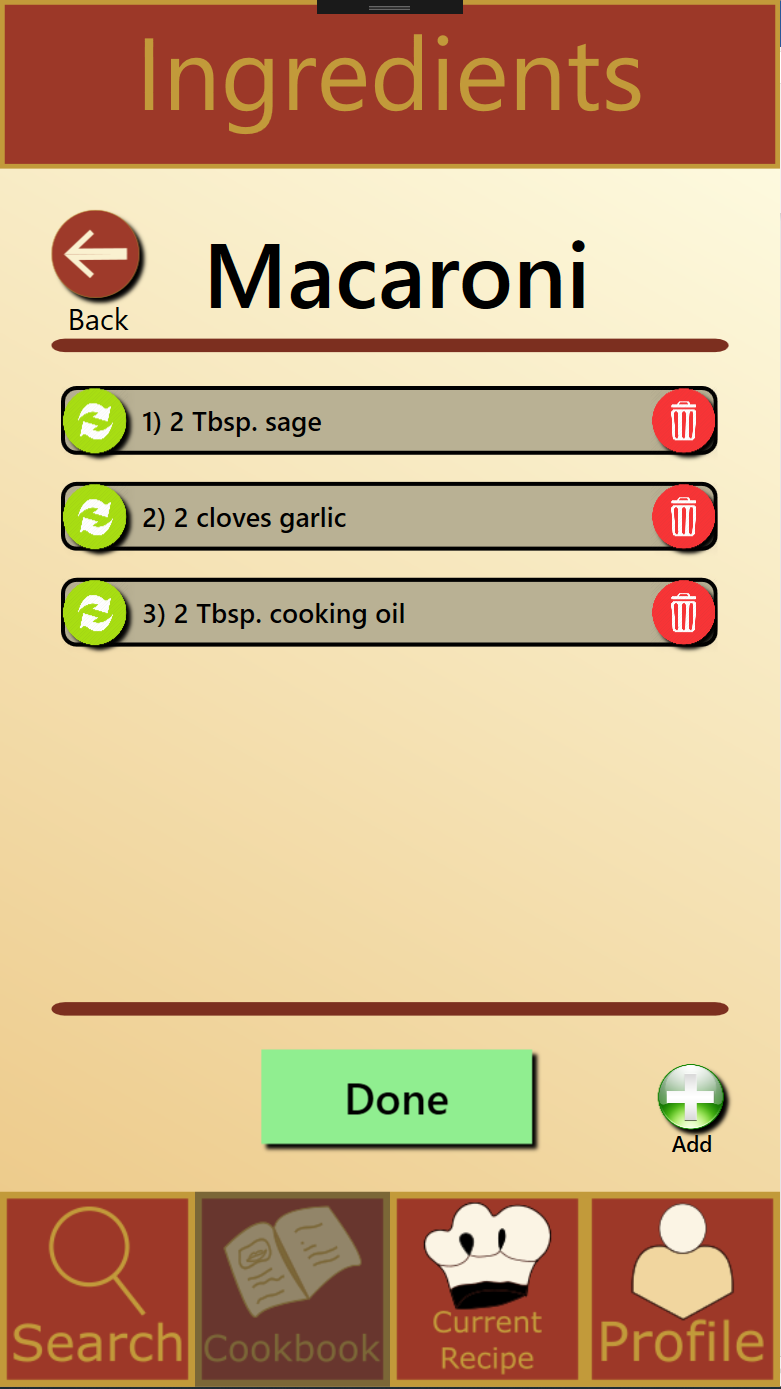 Ingredients
Macaroni
Back
1) 2 Tbsp. sage
2) 2 cloves garlic
3) 2 Tbsp. cooking oil
Done
Add
Search
Cookbook
Current
Recipe
Profile